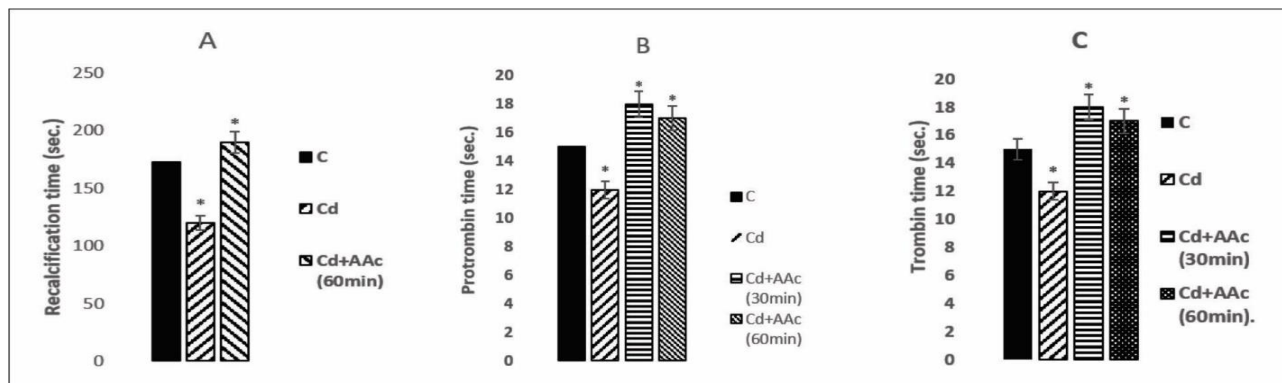 A
Recalcification time (sec.)
250
200
150
100
50
0
*
*
C
Cd
Cd+AAc
(60min)
B
Protrombin time (sec.)
20
18
16
14
12
10
8
6
4
2
0
*
*
*
C
Cd
Cd+AAc
(30min)
Cd+AAc
(60min)
C
Trombin time (sec.)
20
18
16
14
12
10
8
6
4
2
0
*
*
*
C
Cd
Cd+AAc
(30min)
Cd+AAc
(60min).